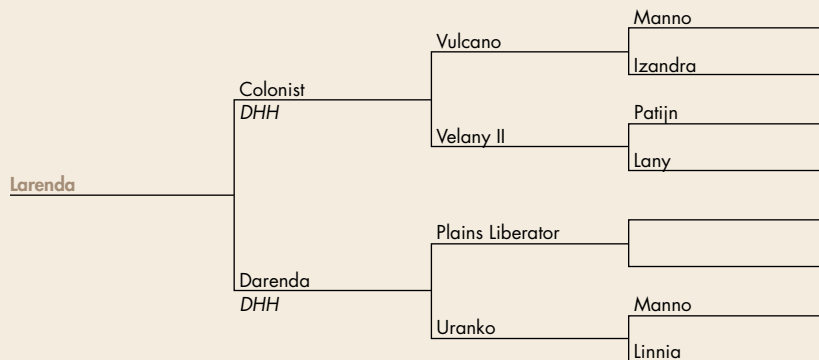 Manno
Vulcano
Izandra
Colonist
DHH
Patijn
Velany II
Lany
Larenda
Plains Liberator
Darenda
DHH
Manno
Uranko
Linnia